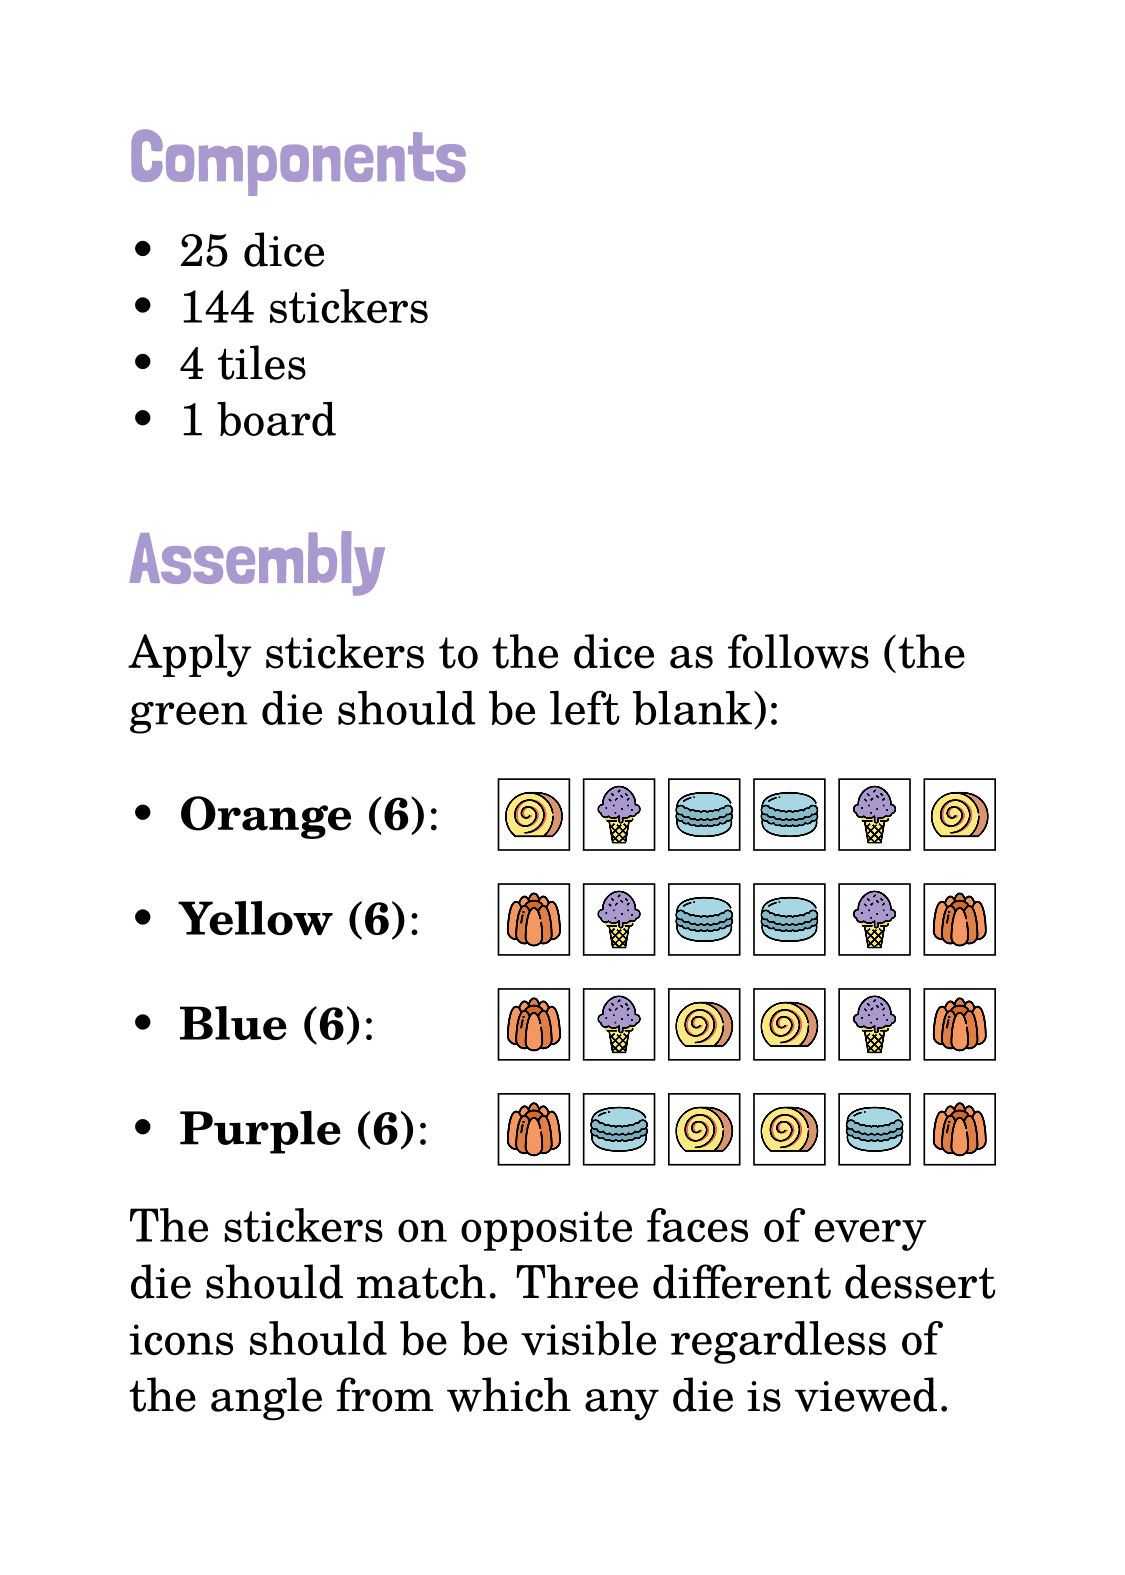 Components
• 25 dice
• 144 stickers
• 4 tiles
• 1 board
Assembly
Apply stickers to the dice as follows (the
green die should be left blank):
• Orange (6):
• Yellow (6):
• Blue (6):
• Purple (6):
The stickers on opposite faces of every
die should match. Three different dessert
icons should be be visible regardless of
the angle from which any die is viewed.